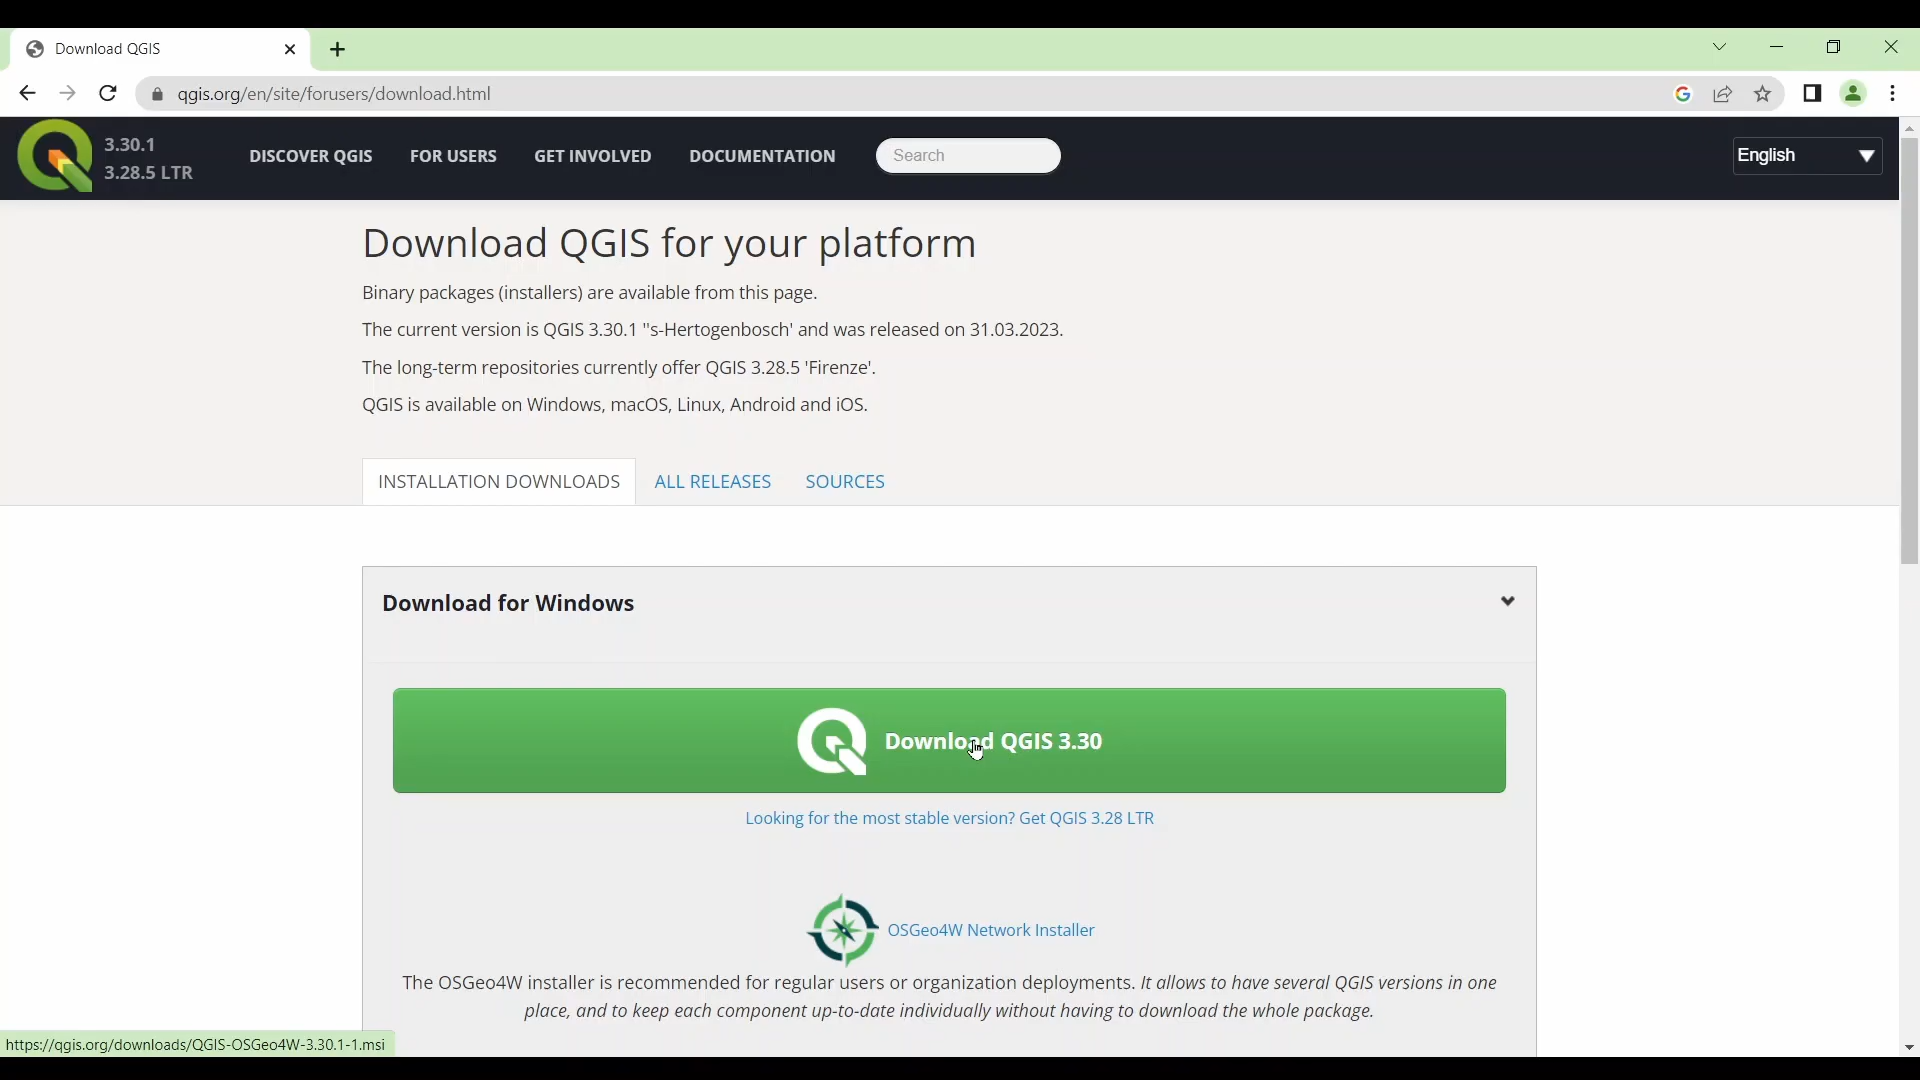 Download QGIS
qgis.org/en/site/forusers/download.html
3.30.1
3.28.5 LTR
DISCOVER QGIS FOR USERS GET INVOLVED DOCUMENTATION Search English
Download QGIS for your platform
Binary packages (installers) are available from this page.
The current version is QGIS 3.30.1 ''s-Hertogenbosch' and was released on 31.03.2023.
The long-term repositories currently offer QGIS 3.28.5 'Firenze'.
QGIS is available on Windows, macOS, Linux, Android and iOS.
INSTALLATION DOWNLOADS ALL RELEASES SOURCES
Download for Windows
Download QGIS 3.30
Looking for the most stable version? Get QGIS 3.28 LTR
OSGeo4W Network Installer
The OSGeo4W installer is recommended for regular users or organization deployments. It allows to have several QGIS versions in one
place, and to keep each component up-to-date individually without having to download the whole package.
https://qgis.org/downloads/QGIS-OSGeo4W-3.30.1-1.msi